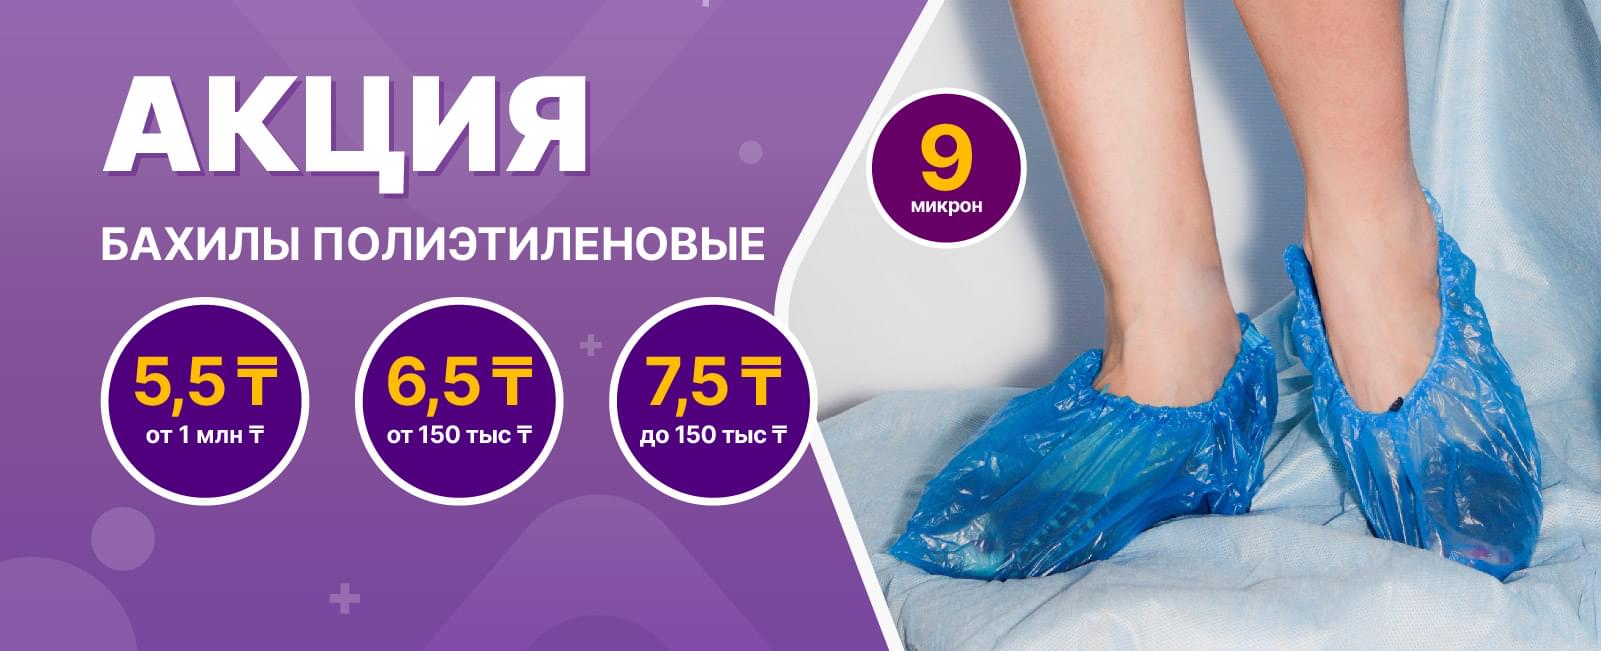 АКЦИЯ
БАХИЛЫ ПОЛИЭТИЛЕНОВЫЕ
5,5 ₸
от 1 млн ₸
6,5 ₸
от 150 тыс ₸
7,5 ₸
до 150 тыс ₸
9
микрон